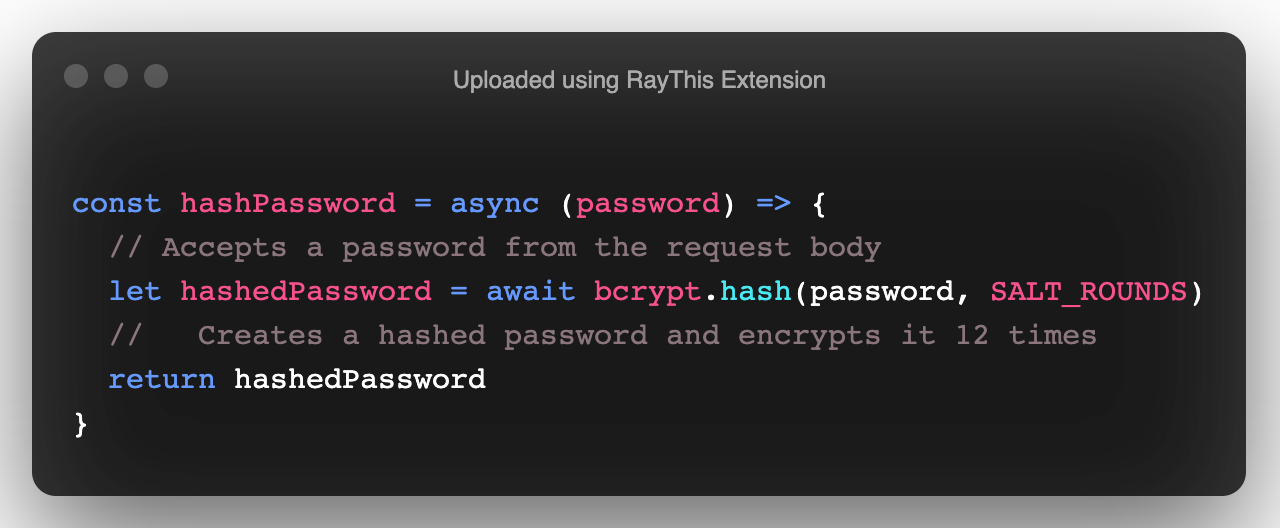 Uploaded using RayThis Extension
const hashPassword = async (password) => {
  // Accepts a password from the request body
  let hashedPassword = await bcrypt.hash(password, SALT_ROUNDS)
  //   Creates a hashed password and encrypts it 12 times
  return hashedPassword
}